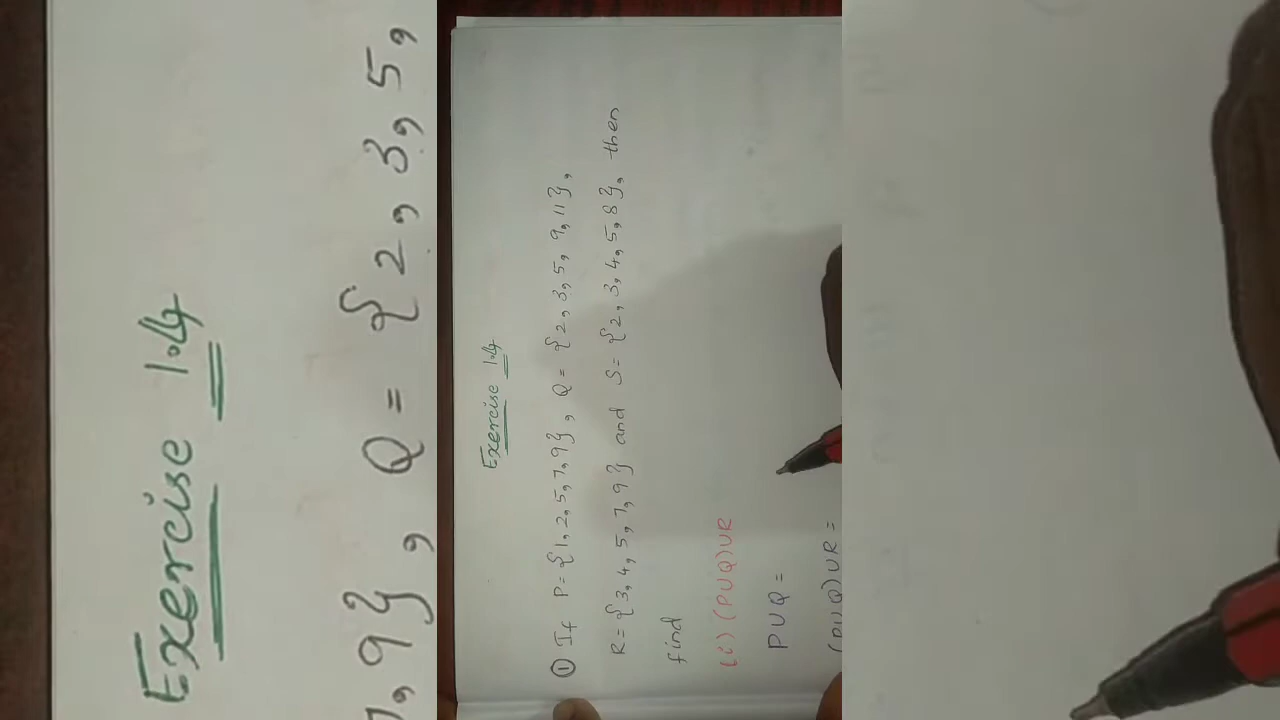 Exercise 1.4
① If P = {1, 2, 5, 7, 9}, Q = {2, 3, 5, 9, 11},
R = {3, 4, 5, 7, 9} and S = {2, 3, 4, 5, 8}, then
find
(i) (P∪Q)∪R
P∪Q =
(P∪Q)∪R =
Exercise 1.4
7, 9}, Q = {2, 3, 5,